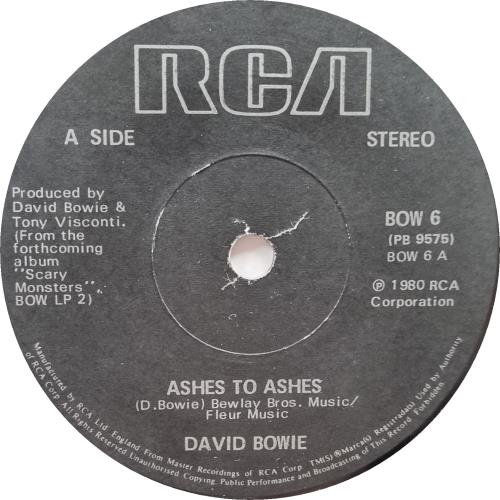 RCA
A SIDE
STEREO
Produced by
David Bowie &
Tony Visconti.
(From the
forthcoming
album
"Scary
Monsters",
BOW LP 2)
BOW 6
(PB 9575)
BOW 6 A
℗ 1980 RCA
Corporation
ASHES TO ASHES
(D.Bowie) Bewlay Bros. Music/
Fleur Music
DAVID BOWIE
Manufactured by RCA Ltd. England From Master Recordings of RCA Corp TM(S)®Marca(s) Registrada(s) Used by Authority
of RCA Corp All Rights Reserved Unauthorised Copying, Public Performance and Broadcasting of This Record Forbidden